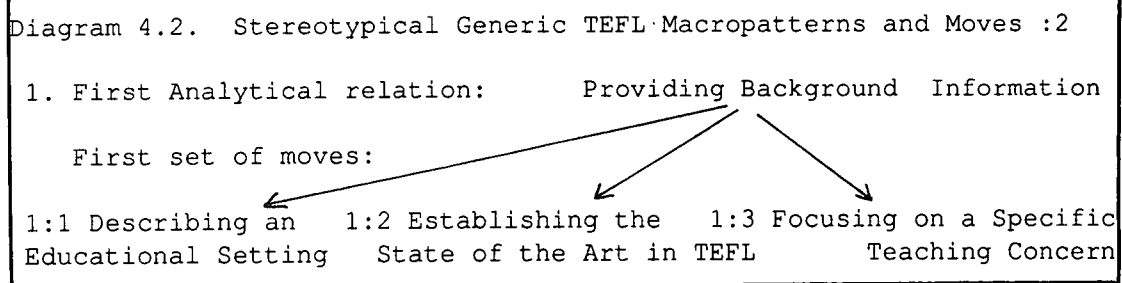 Diagram 4.2. Stereotypical Generic TEFL Macropatterns and Moves :2
1. First Analytical relation: Providing Background Information
First set of moves:
1:1 Describing an 1:2 Establishing the 1:3 Focusing on a Specific
Educational Setting State of the Art in TEFL Teaching Concern